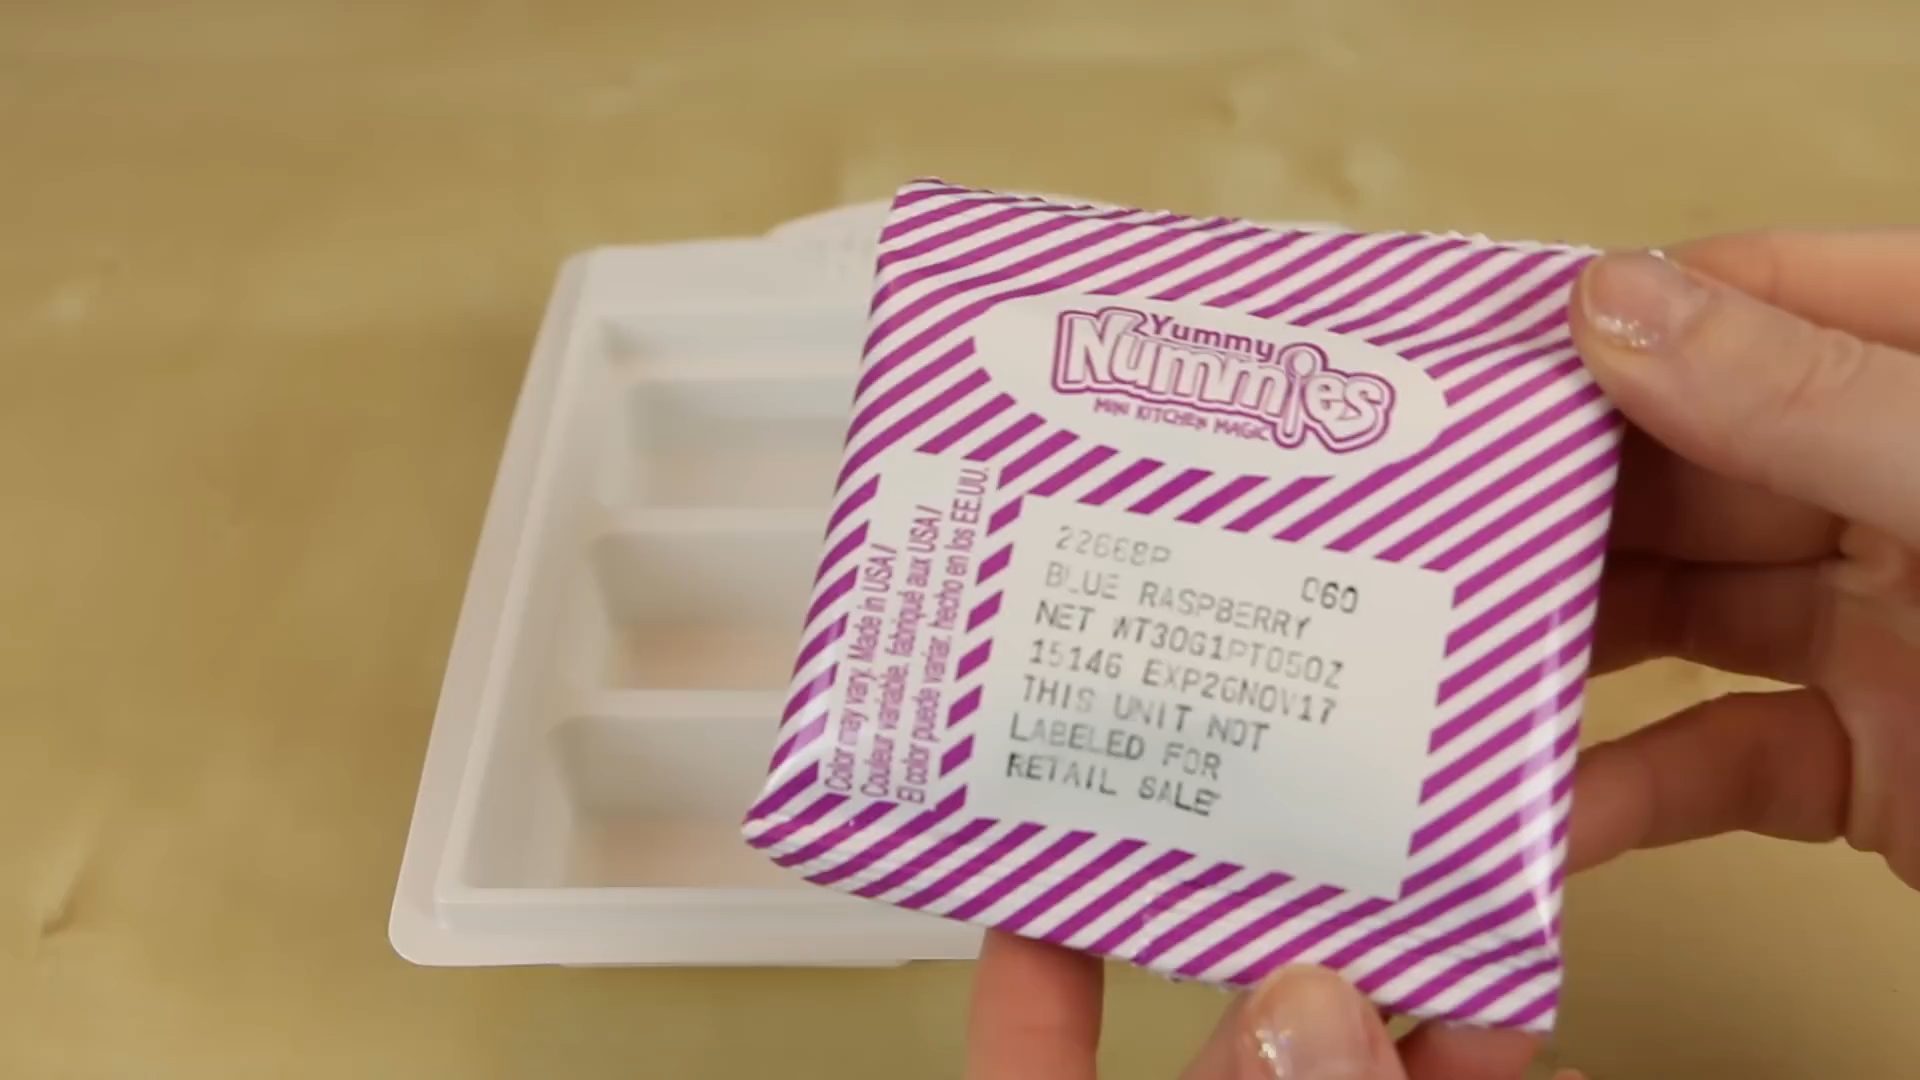 Yummy
Nummies
MINI KITCHEN MAGIC
Color may vary. Made in USA/
Couleur variable. fabriqué aux USA/
El color puede variar. hecho en los EE.UU.
22668P 060
BLUE RASPBERRY
NET WT30G1PT05OZ
15146 EXP26NOV17
THIS UNIT NOT
LABELED FOR
RETAIL SALE